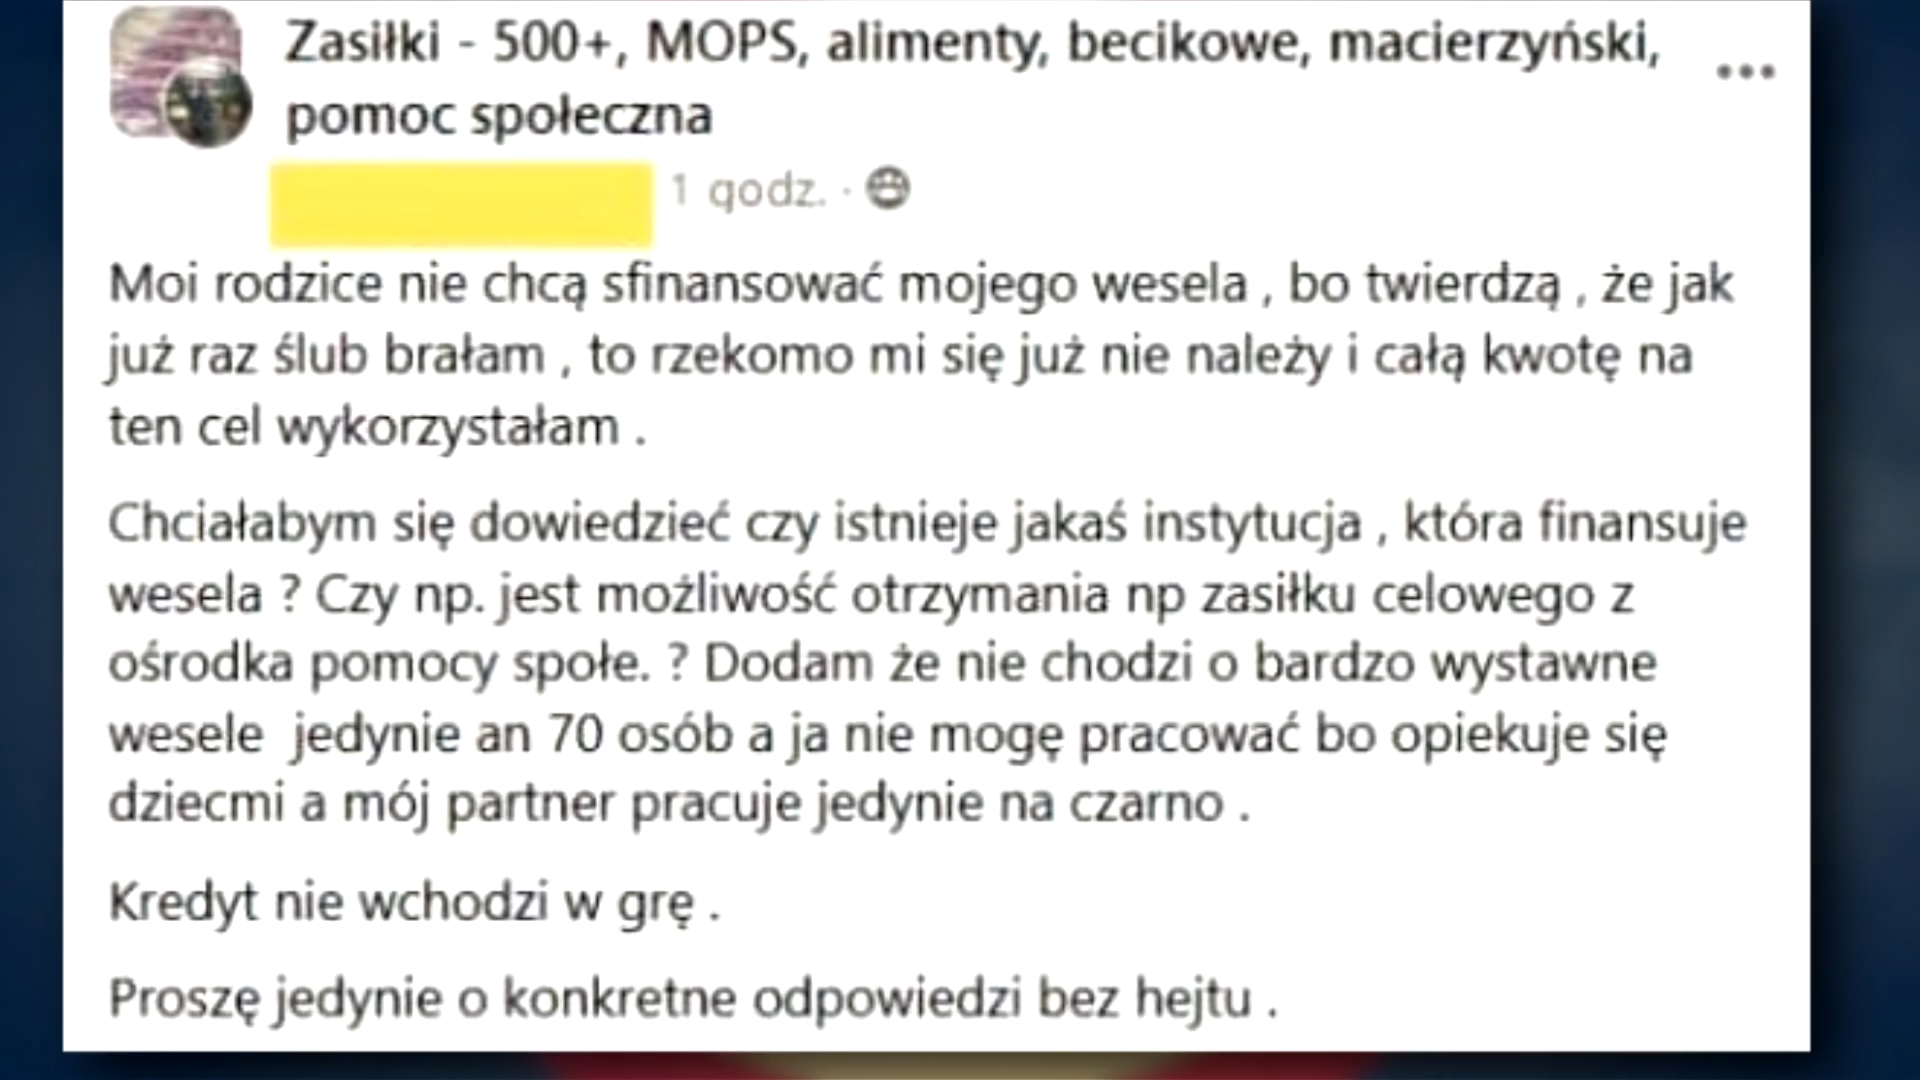 Zasiłki - 500+, MOPS, alimenty, becikowe, macierzyński,
pomoc społeczna
1 godz. ·
Moi rodzice nie chcą sfinansować mojego wesela , bo twierdzą , że jak
już raz ślub brałam , to rzekomo mi się już nie należy i całą kwotę na
ten cel wykorzystałam .
Chciałabym się dowiedzieć czy istnieje jakaś instytucja , która finansuje
wesela ? Czy np. jest możliwość otrzymania np zasiłku celowego z
ośrodka pomocy społe. ? Dodam że nie chodzi o bardzo wystawne
wesele jedynie an 70 osób a ja nie mogę pracować bo opiekuje się
dziecmi a mój partner pracuje jedynie na czarno .
Kredyt nie wchodzi w grę .
Proszę jedynie o konkretne odpowiedzi bez hejtu .